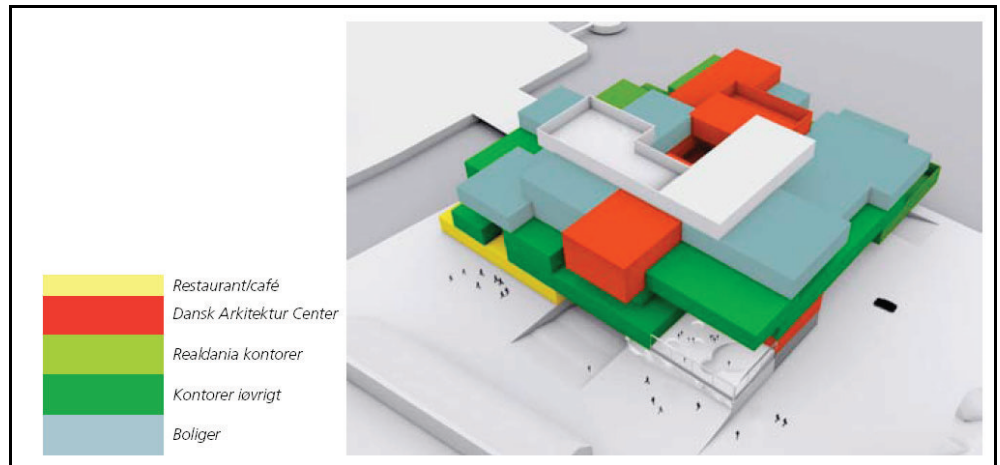 Restaurant/café
Dansk Arkitektur Center
Realdania kontorer
Kontorer iøvrigt
Boliger